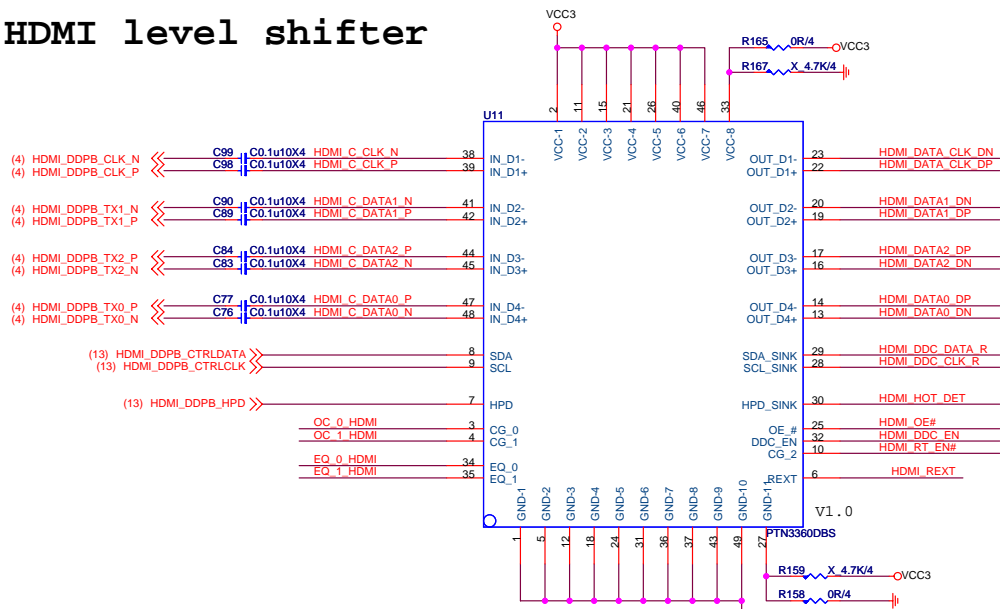 HDMI level shifter
VCC3
R165 0R/4 VCC3
R167 X_4.7K/4
2 11 15 21 26 40 46 33
U11
VCC-1 VCC-2 VCC-3 VCC-4 VCC-5 VCC-6 VCC-7 VCC-8
(4) HDMI_DDPB_CLK_N C99 C0.1u10X4 HDMI_C_CLK_N 38 IN_D1- OUT_D1- 23 HDMI_DATA_CLK_DN
(4) HDMI_DDPB_CLK_P C98 C0.1u10X4 HDMI_C_CLK_P 39 IN_D1+ OUT_D1+ 22 HDMI_DATA_CLK_DP
(4) HDMI_DDPB_TX1_N C90 C0.1u10X4 HDMI_C_DATA1_N 41 IN_D2- OUT_D2- 20 HDMI_DATA1_DN
(4) HDMI_DDPB_TX1_P C89 C0.1u10X4 HDMI_C_DATA1_P 42 IN_D2+ OUT_D2+ 19 HDMI_DATA1_DP
(4) HDMI_DDPB_TX2_P C84 C0.1u10X4 HDMI_C_DATA2_P 44 IN_D3- OUT_D3- 17 HDMI_DATA2_DP
(4) HDMI_DDPB_TX2_N C83 C0.1u10X4 HDMI_C_DATA2_N 45 IN_D3+ OUT_D3+ 16 HDMI_DATA2_DN
(4) HDMI_DDPB_TX0_P C77 C0.1u10X4 HDMI_C_DATA0_P 47 IN_D4- OUT_D4- 14 HDMI_DATA0_DP
(4) HDMI_DDPB_TX0_N C76 C0.1u10X4 HDMI_C_DATA0_N 48 IN_D4+ OUT_D4+ 13 HDMI_DATA0_DN
(13) HDMI_DDPB_CTRLDATA 8 SDA SDA_SINK 29 HDMI_DDC_DATA_R
(13) HDMI_DDPB_CTRLCLK 9 SCL SCL_SINK 28 HDMI_DDC_CLK_R
(13) HDMI_DDPB_HPD 7 HPD HPD_SINK 30 HDMI_HOT_DET
OC_0_HDMI 3 CG_0 OE_# 25 HDMI_OE#
OC_1_HDMI 4 CG_1 DDC_EN 32 HDMI_DDC_EN
CG_2 10 HDMI_RT_EN#
EQ_0_HDMI 34 EQ_0
EQ_1_HDMI 35 EQ_1 REXT 6 HDMI_REXT
GND-1 GND-2 GND-3 GND-4 GND-5 GND-6 GND-7 GND-8 GND-9 GND-10 GND-11
V1.0
PTN3360DBS
1 5 12 18 24 31 36 37 43 49 27
R159 X_4.7K/4 VCC3
R158 0R/4